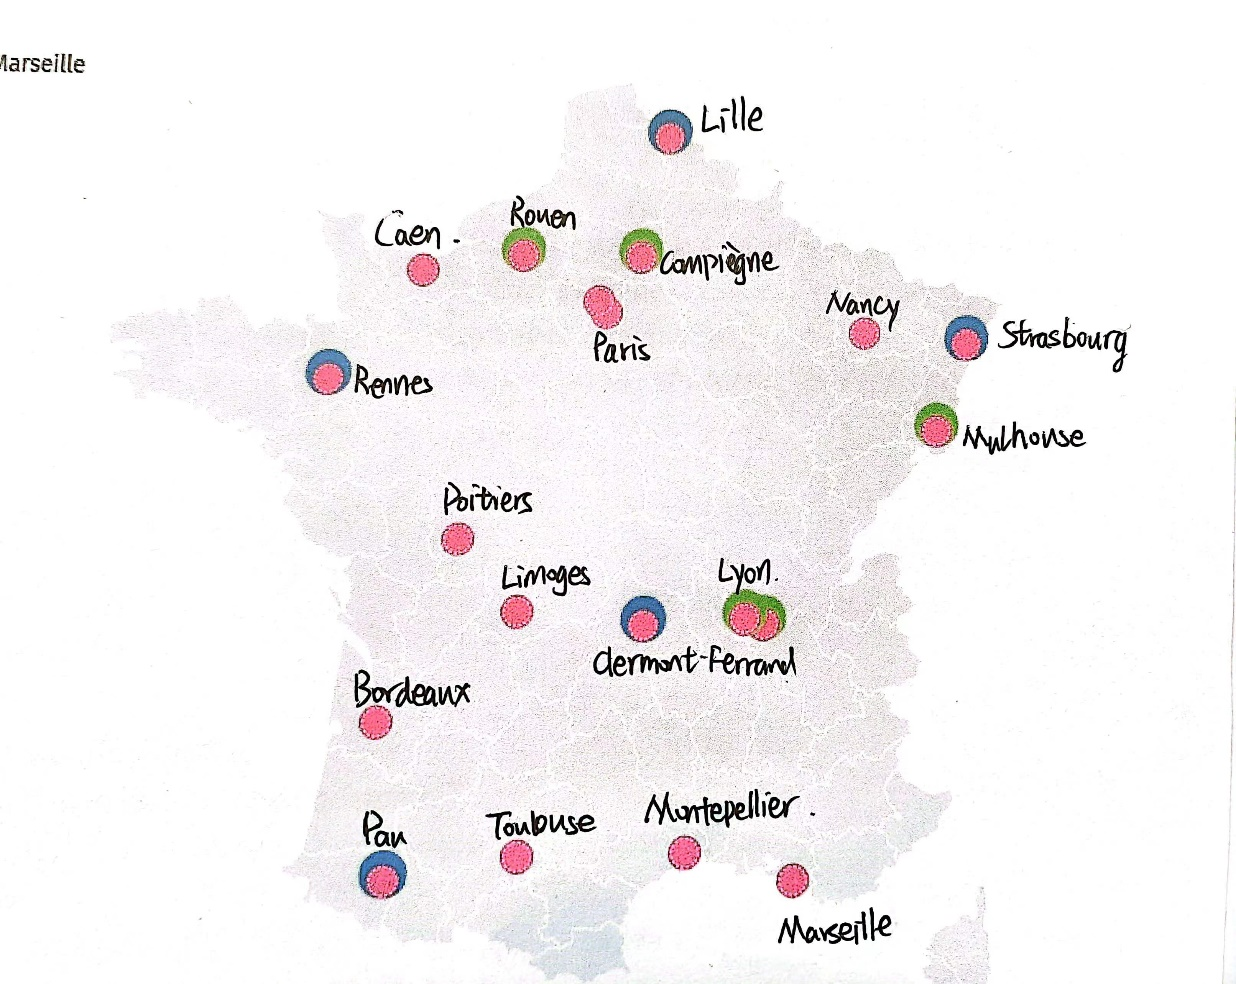 Marseille
Lille
Rouen
Caen.
Compiègne
Nancy
Strasbourg
Paris
Rennes
Mulhouse
Poitiers
Limoges
Lyon.
Clermont-Ferrand
Bordeaux
Montepellier.
Pau
Toulouse
Marseille